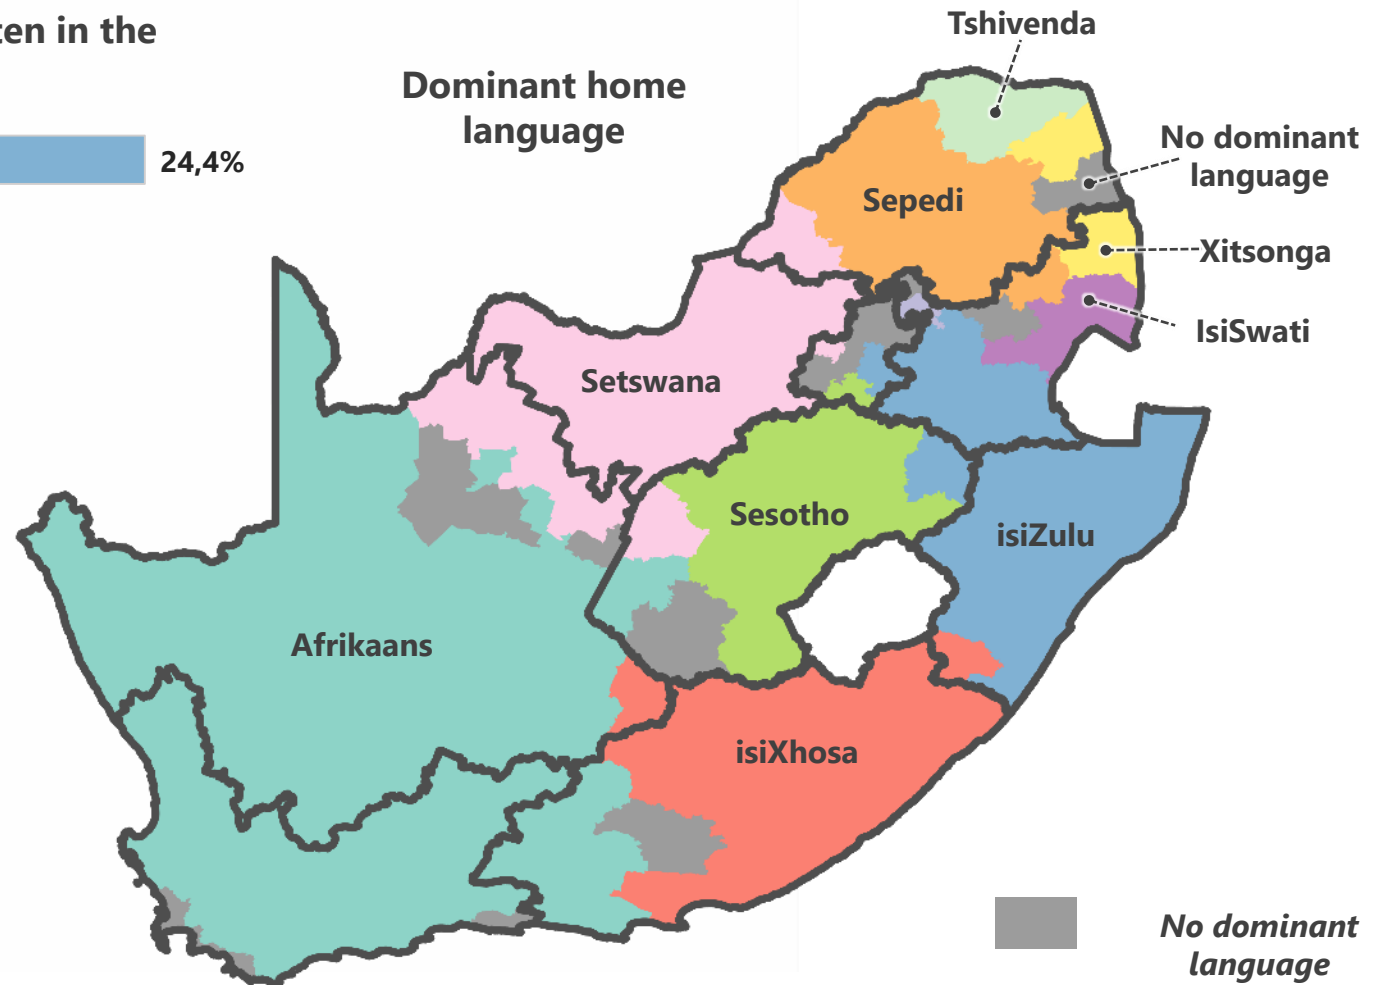 ten in the
24,4%
Dominant home
language
Tshivenda
No dominant
language
Sepedi
Xitsonga
IsiSwati
Setswana
Sesotho
isiZulu
Afrikaans
isiXhosa
No dominant
language